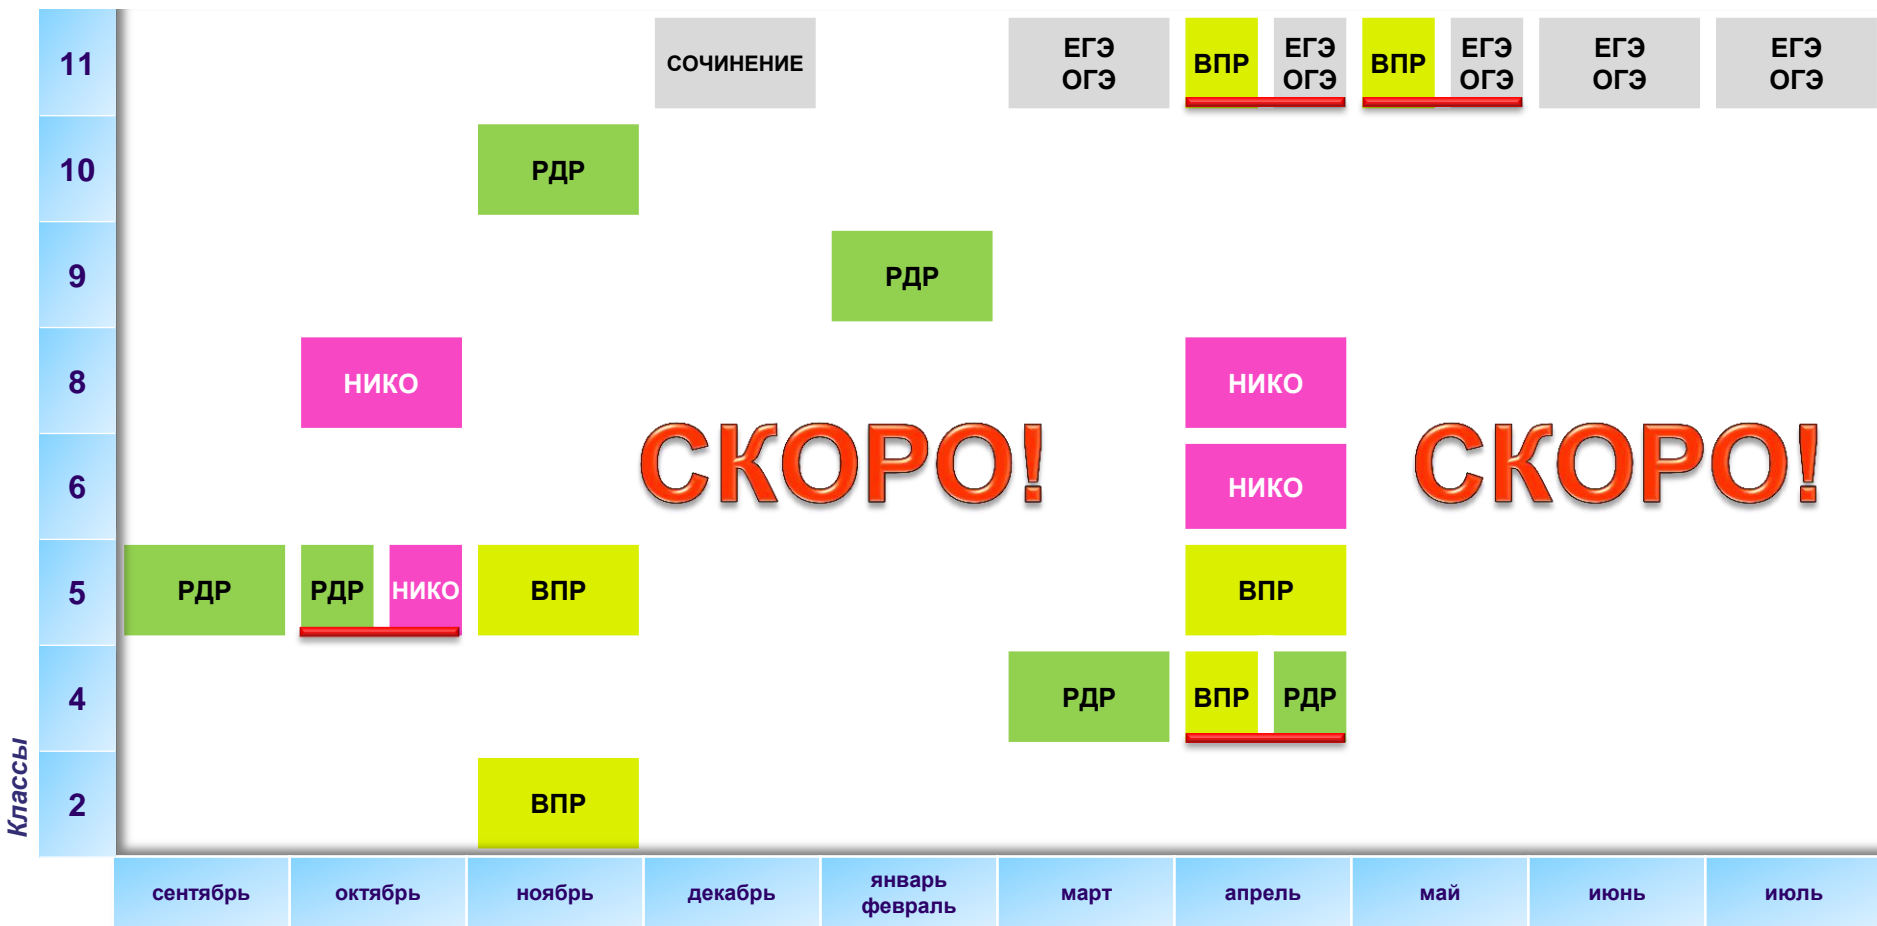 11
СОЧИНЕНИЕ
ЕГЭ
ОГЭ
ВПР
ЕГЭ
ОГЭ
ВПР
ЕГЭ
ОГЭ
ЕГЭ
ОГЭ
ЕГЭ
ОГЭ
10
РДР
9
РДР
8
НИКО
НИКО
СКОРО!
СКОРО!
6
НИКО
5
РДР
РДР
НИКО
ВПР
ВПР
4
РДР
ВПР
РДР
Классы
2
ВПР
сентябрь
октябрь
ноябрь
декабрь
январь
февраль
март
апрель
май
июнь
июль